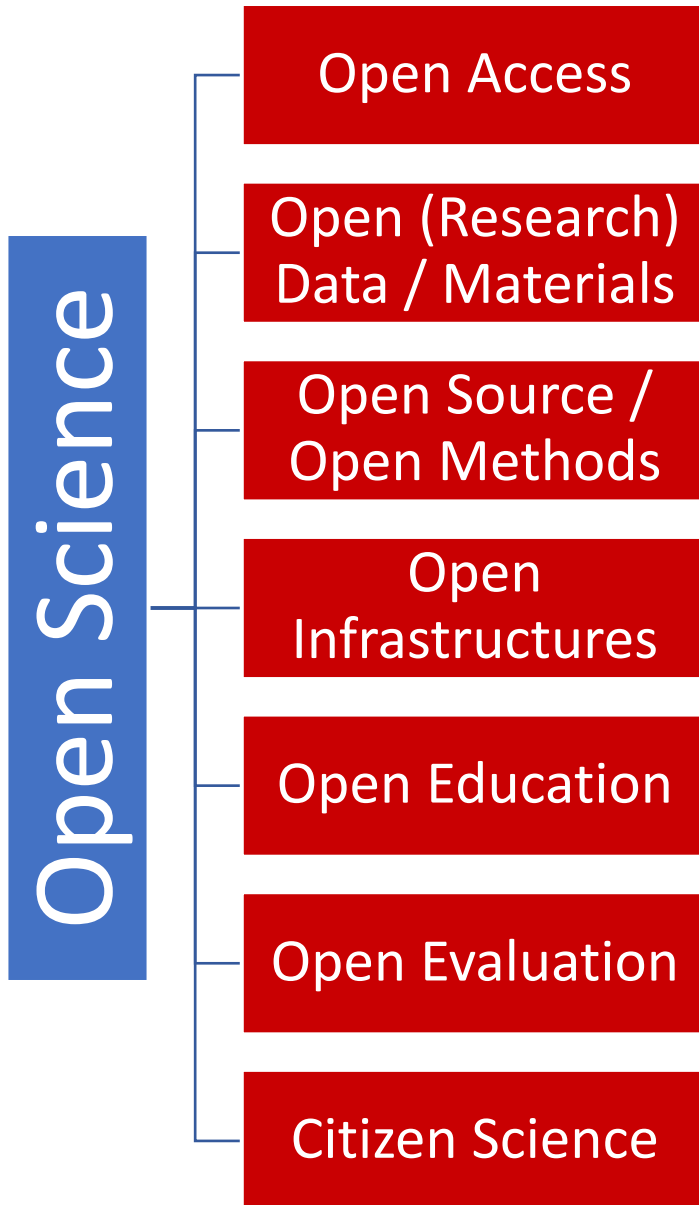 Open Science
Open Access
Open (Research)
Data / Materials
Open Source /
Open Methods
Open
Infrastructures
Open Education
Open Evaluation
Citizen Science